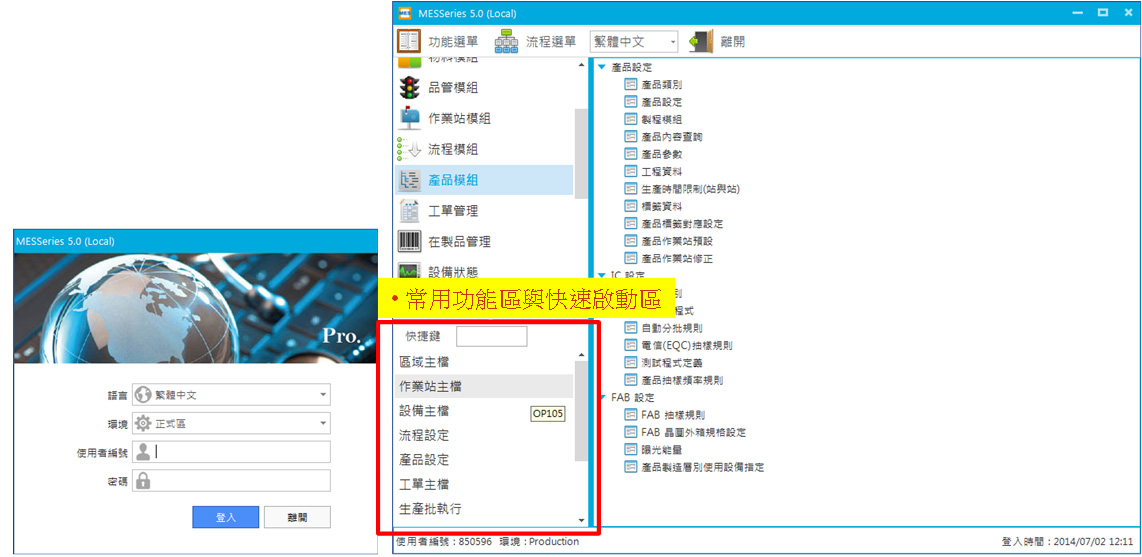 MESSeries 5.0 (Local)
Pro.
語言 繁體中文
環境 正式區
使用者編號
密碼
登入 離開
MESSeries 5.0 (Local)
功能選單 流程選單 繁體中文 離開
物料模組
品管模組
作業站模組
流程模組
產品模組
工單管理
在製品管理
設備狀態
• 常用功能區與快速啟動區
快捷鍵
區域主檔
作業站主檔
設備主檔
OP105
流程設定
產品設定
工單主檔
生產批執行
產品設定
產品類別
產品設定
製程模組
產品內容查詢
產品參數
工程資料
生產時間限制(站與站)
標籤資料
產品標籤對應設定
產品作業站預設
產品作業站修正
IC 設定
別
程式
自動分批規則
電信(EQC)抽樣規則
測試程式定義
產品抽樣頻率規則
FAB 設定
FAB 抽樣規則
FAB 晶圓外箱規格設定
曝光能量
產品製造層別使用設備指定
使用者編號 : 850596 環境 : Production
登入時間 : 2014/07/02 12:11